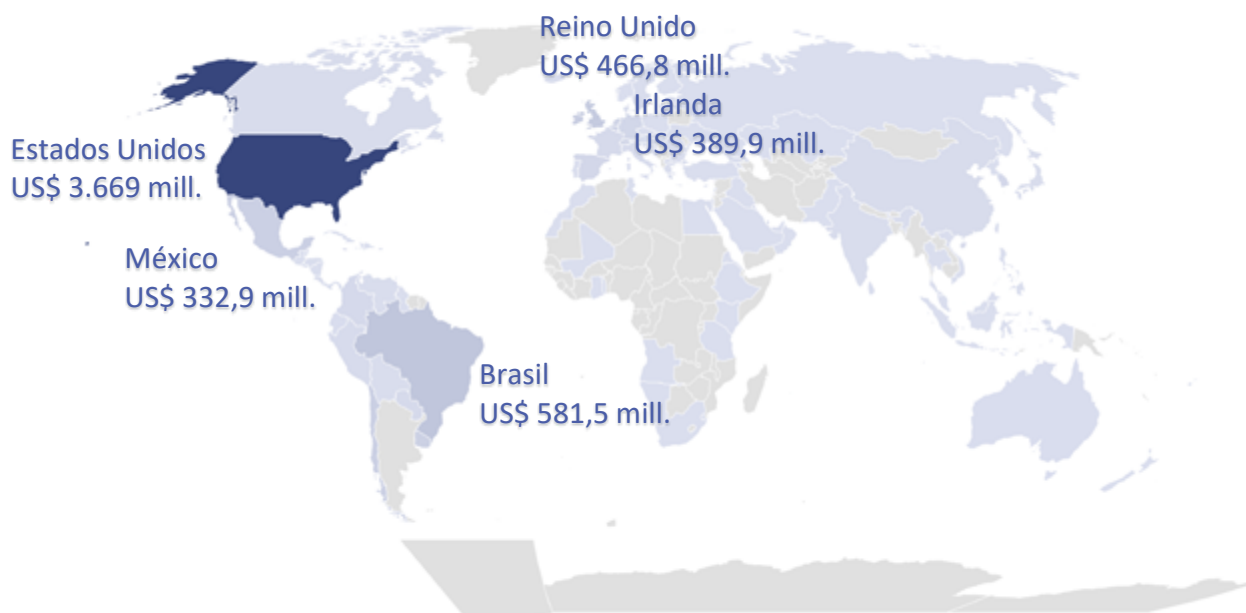 Reino Unido
US$ 466,8 mill.
Irlanda
US$ 389,9 mill.
Estados Unidos
US$ 3.669 mill.
México
US$ 332,9 mill.
Brasil
US$ 581,5 mill.